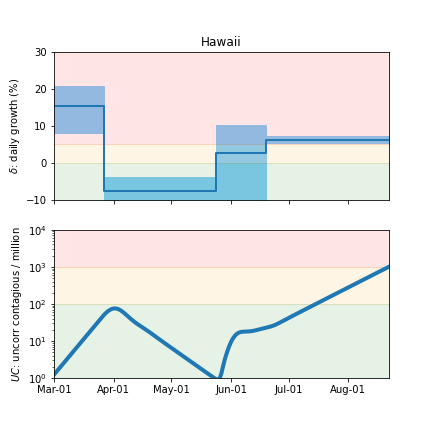 Hawaii
δ: daily growth (%)
30
20
10
0
−10
UC: uncorr contagious / million
10⁴
10³
10²
10¹
10⁰
Mar-01 Apr-01 May-01 Jun-01 Jul-01 Aug-01